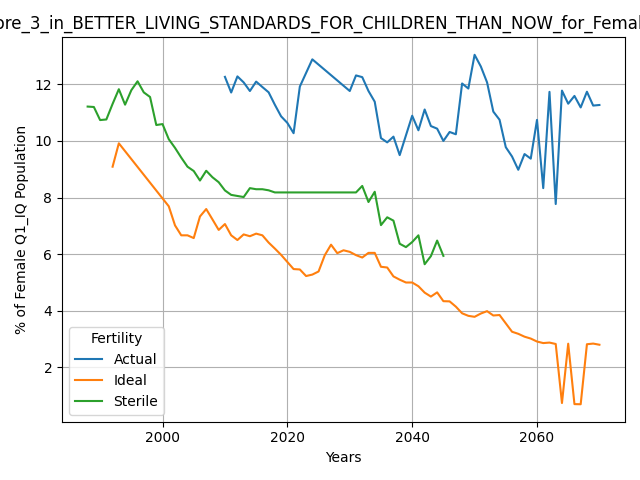 ore_3_in_BETTER_LIVING_STANDARDS_FOR_CHILDREN_THAN_NOW_for_Femal
% of Female Q1_IQ Population
12
10
8
6
4
2
Fertility
Actual
Ideal
Sterile
2000 2020 2040 2060
Years